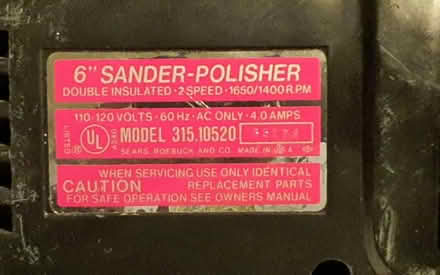 6" SANDER-POLISHER
DOUBLE INSULATED · 2 SPEED · 1650/1400 R.P.M
110-120 VOLTS · 60 Hz · AC ONLY · 4.0 AMPS
UL MODEL 315.10520
SEARS, ROEBUCK AND CO. MADE IN U.S.A.
WHEN SERVICING USE ONLY IDENTICAL
CAUTION REPLACEMENT PARTS
FOR SAFE OPERATION SEE OWNERS MANUAL